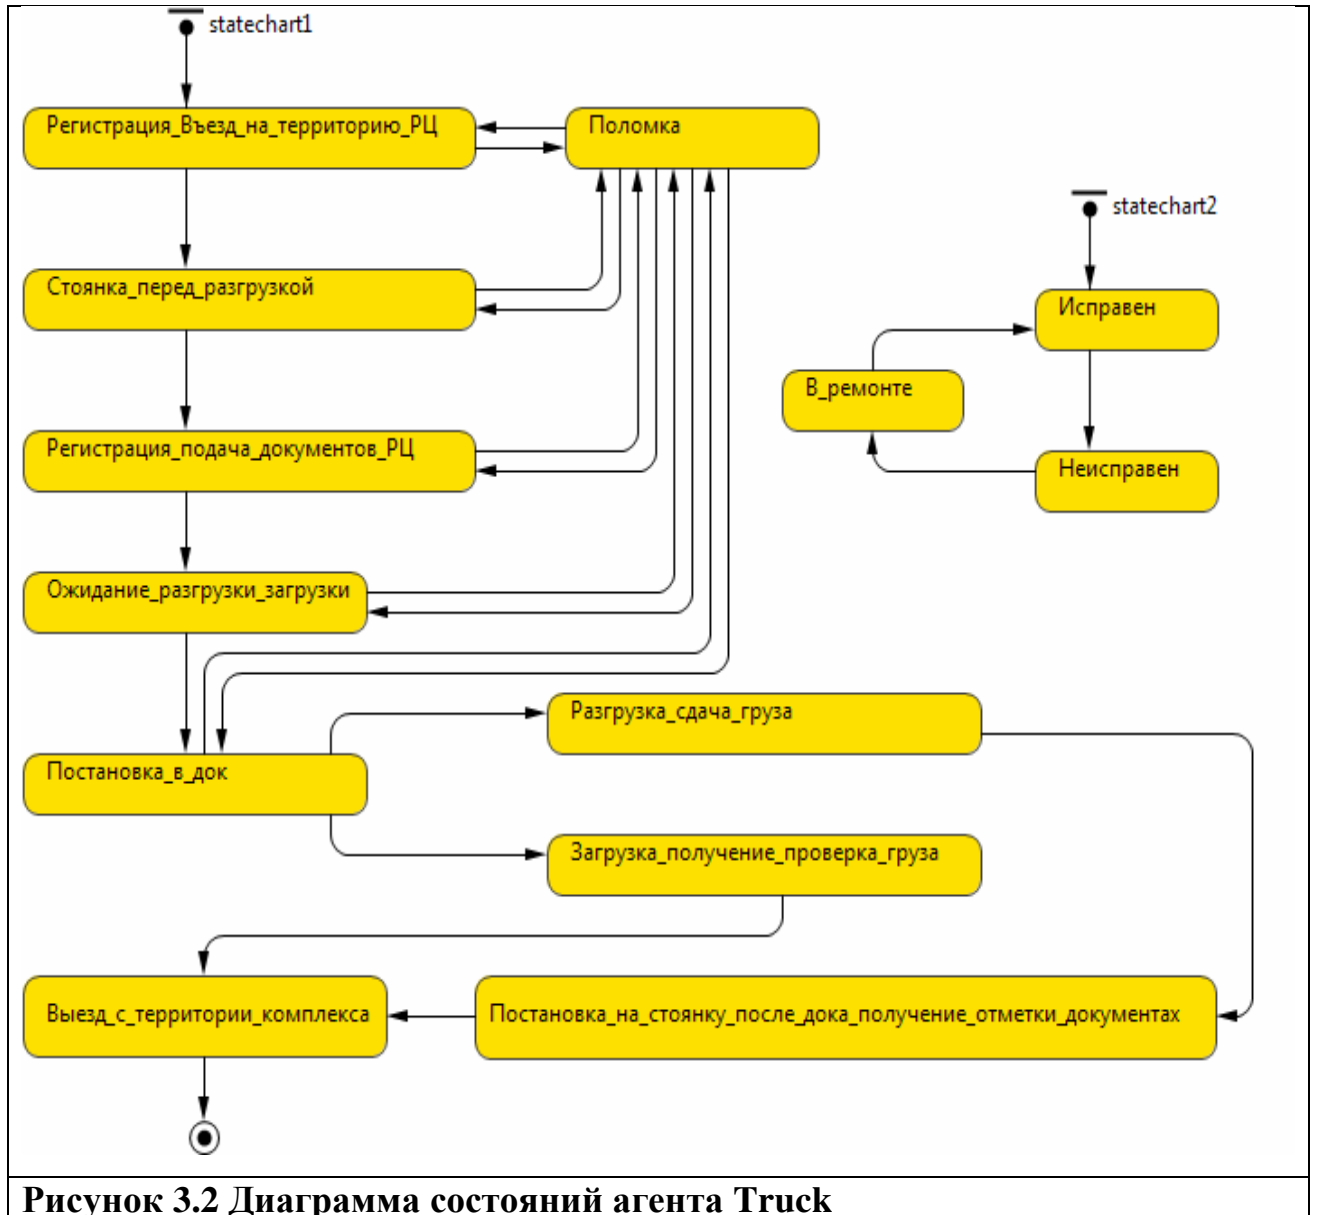 statechart1
Регистрация_Въезд_на_территорию_РЦ
Поломка
statechart2
Стоянка_перед_разгрузкой
Исправен
В_ремонте
Регистрация_подача_документов_РЦ
Неисправен
Ожидание_разгрузки_загрузки
Разгрузка_сдача_груза
Постановка_в_док
Загрузка_получение_проверка_груза
Выезд_с_территории_комплекса
Постановка_на_стоянку_после_дока_получение_отметки_документах
Рисунок 3.2 Диаграмма состояний агента Truck